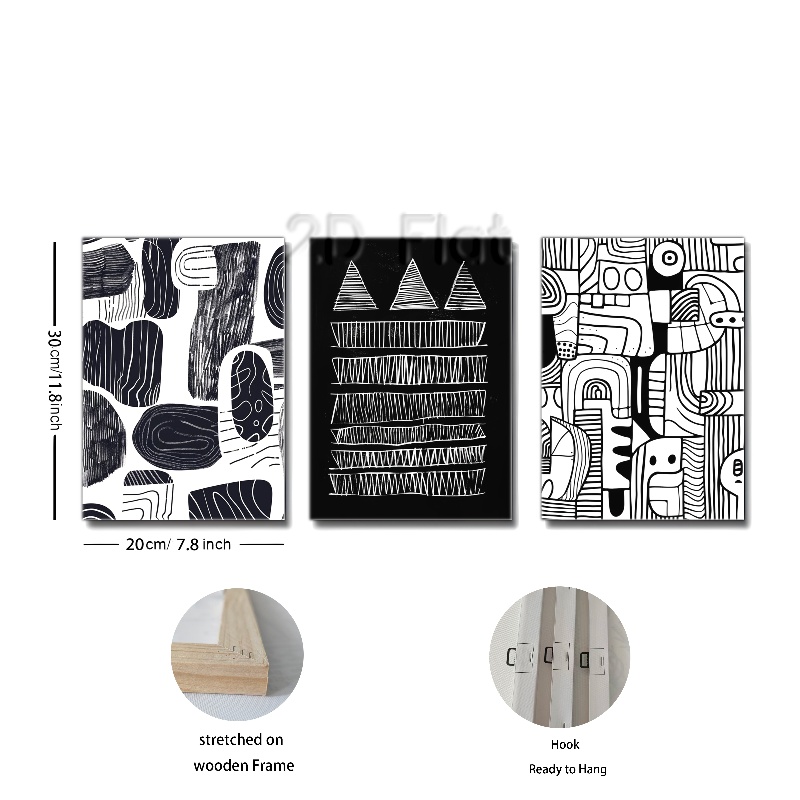 2D Flat
30cm/11.8inch
20cm/ 7.8 inch
stretched on
wooden Frame
Hook
Ready to Hang